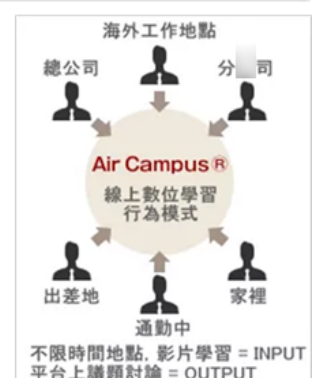 海外工作地點
總公司
分 司
Air Campus®
線上數位學習
行為模式
出差地
家裡
通勤中
不限時間地點, 影片學習 = INPUT
平台上議題討論 = OUTPUT